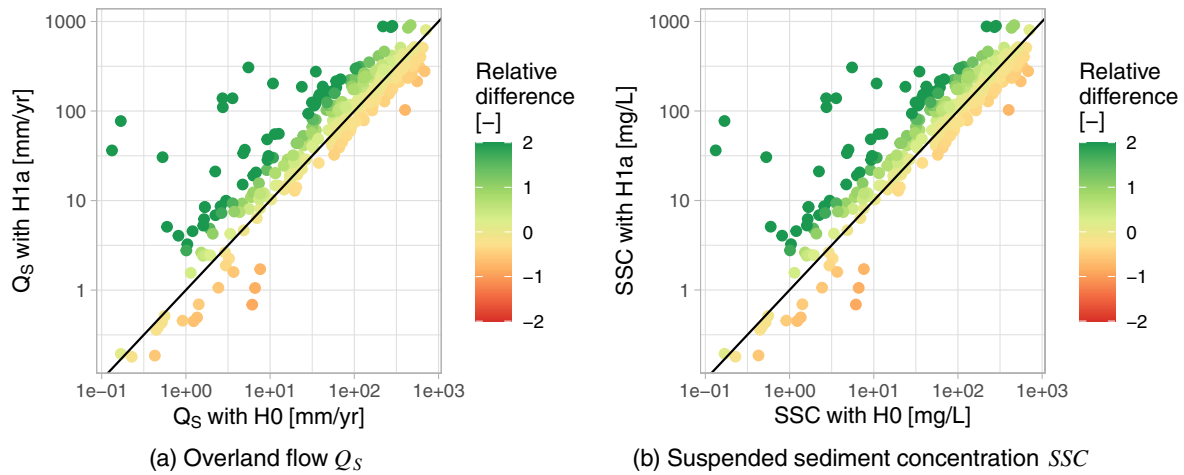 Q_S with H1a [mm/yr]
1000
100
10
1
1e−01
1e+00
1e+01
1e+02
1e+03
Q_S with H0 [mm/yr]
Relative
difference
[−]
2
1
0
−1
−2
(a) Overland flow Q_S
SSC with H1a [mg/L]
1000
100
10
1
1e−01
1e+00
1e+01
1e+02
1e+03
SSC with H0 [mg/L]
Relative
difference
[−]
2
1
0
−1
−2
(b) Suspended sediment concentration SSC